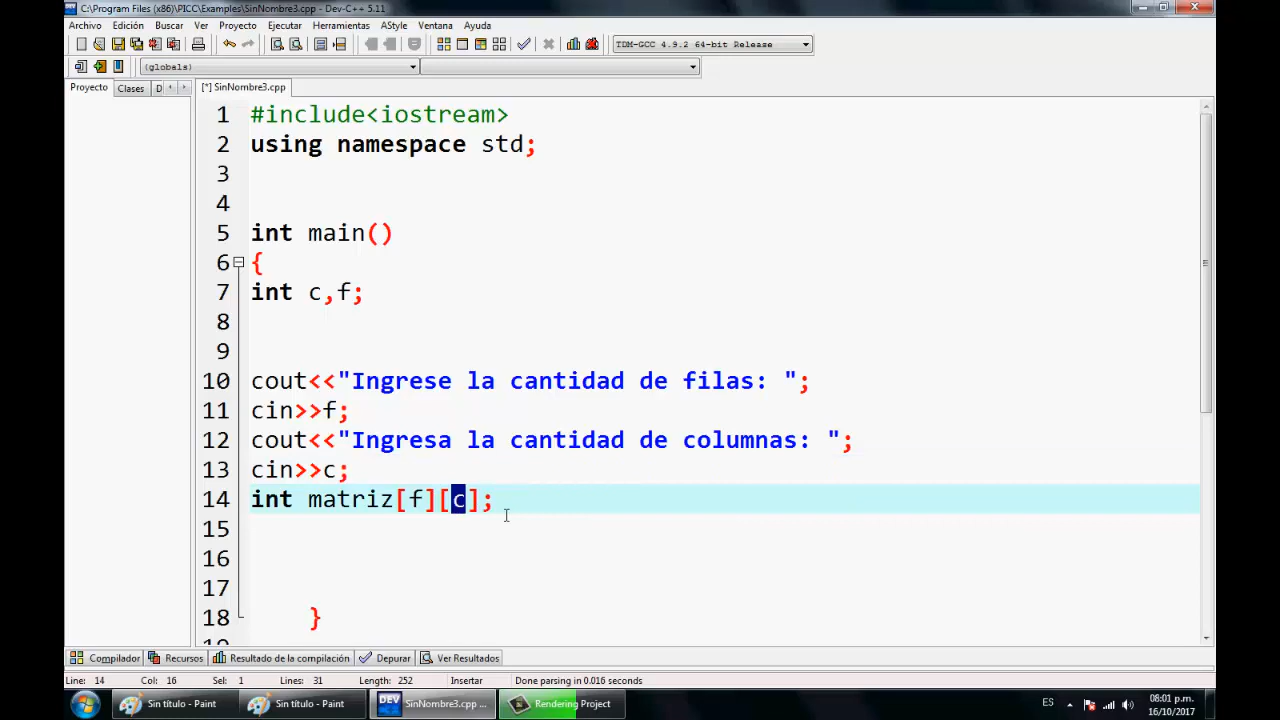 C:\Program Files (x86)\PICC\Examples\SinNombre3.cpp - Dev-C++ 5.11
Archivo Edición Buscar Ver Proyecto Ejecutar Herramientas AStyle Ventana Ayuda
TDM-GCC 4.9.2 64-bit Release
(globals)
Proyecto Clases D [*] SinNombre3.cpp
1 #include<iostream>
2 using namespace std;
3
4
5 int main()
6 {
7 int c,f;
8
9
10 cout<<"Ingrese la cantidad de filas: ";
11 cin>>f;
12 cout<<"Ingresa la cantidad de columnas: ";
13 cin>>c;
14 int matriz[f][c];
15
16
17
18 }
Compilador Recursos Resultado de la compilación Depurar Ver Resultados
Line: 14 Col: 16 Sel: 1 Lines: 31 Length: 252 Insertar Done parsing in 0.016 seconds
Sin título - Paint Sin título - Paint DEV SinNombre3.cpp ... Rendering Project ES 08:01 p.m.
16/10/2017